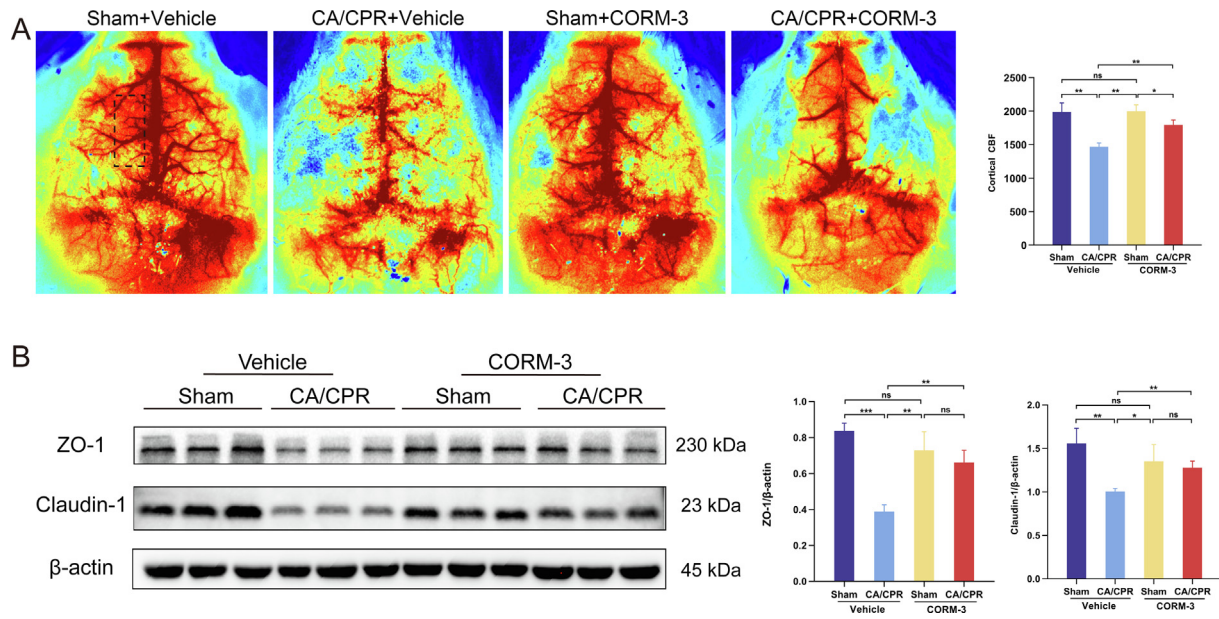 A
Sham+Vehicle CA/CPR+Vehicle Sham+CORM-3 CA/CPR+CORM-3
Cortical CBF
2500
2000
1500
1000
500
0
**
ns
** ** *
Sham CA/CPR Sham CA/CPR
Vehicle CORM-3
B
Vehicle CORM-3
Sham CA/CPR Sham CA/CPR
ZO-1 230 kDa
Claudin-1 23 kDa
β-actin 45 kDa
ZO-1/β-actin
1.0
0.8
0.6
0.4
0.2
0.0
**
ns
*** ** ns
Sham CA/CPR Sham CA/CPR
Vehicle CORM-3
Claudin-1/β-actin
2.0
1.5
1.0
0.5
0.0
**
ns
** * ns
Sham CA/CPR Sham CA/CPR
Vehicle CORM-3